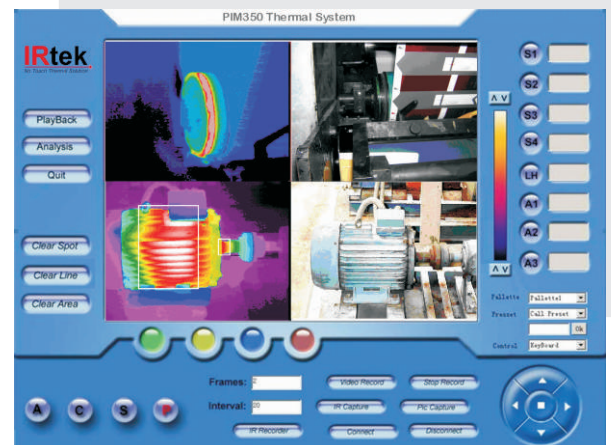 PIM350 Thermal System
IRtek
PlayBack
Analysis
Quit
Clear Spot
Clear Line
Clear Area
S1
S2
S3
S4
LH
A1
A2
A3
Λ V
Λ V
Pallette Pallette1
Preset Call Preset
Ok
Control KeyBoard
Frames: 2
Interval: 20
Video Record
Stop Record
IR Capture
Pic Capture
IR Recorder
Connect
Disconnect
A C S P